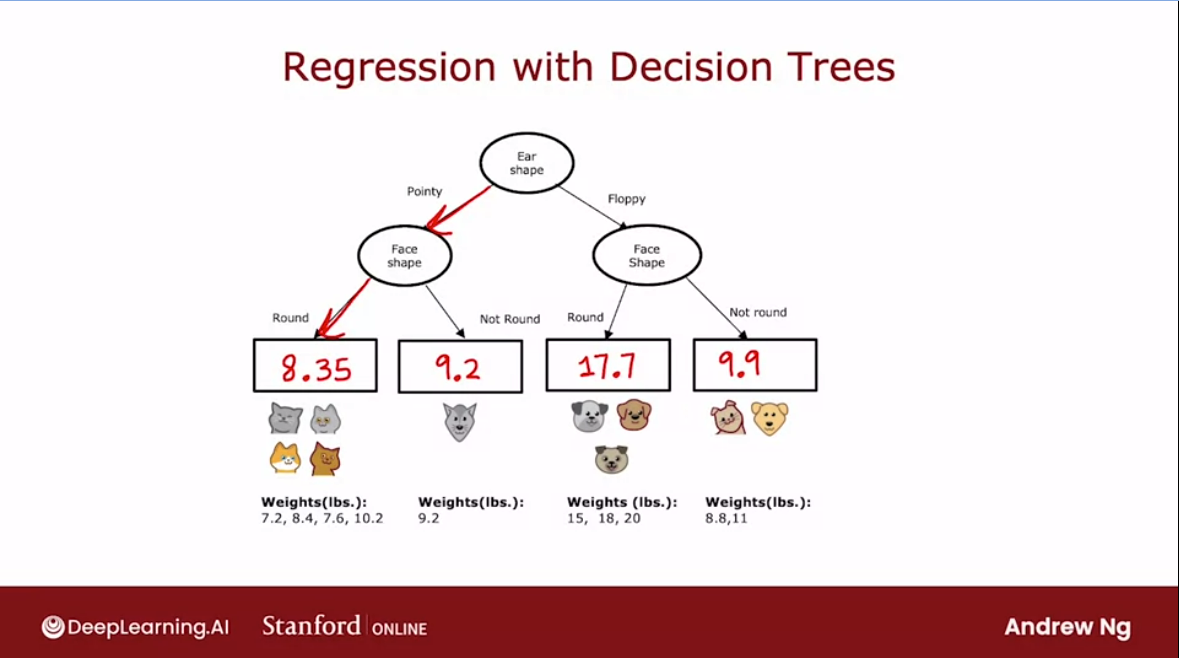 Regression with Decision Trees
Ear
shape
Pointy
Floppy
Face
shape
Face
Shape
Round
Not Round
Round
Not round
8.35
9.2
17.7
9.9
Weights(lbs.):
7.2, 8.4, 7.6, 10.2
Weights(lbs.):
9.2
Weights (lbs.):
15, 18, 20
Weights(lbs.):
8.8,11
DeepLearning.AI
Stanford ONLINE
Andrew Ng